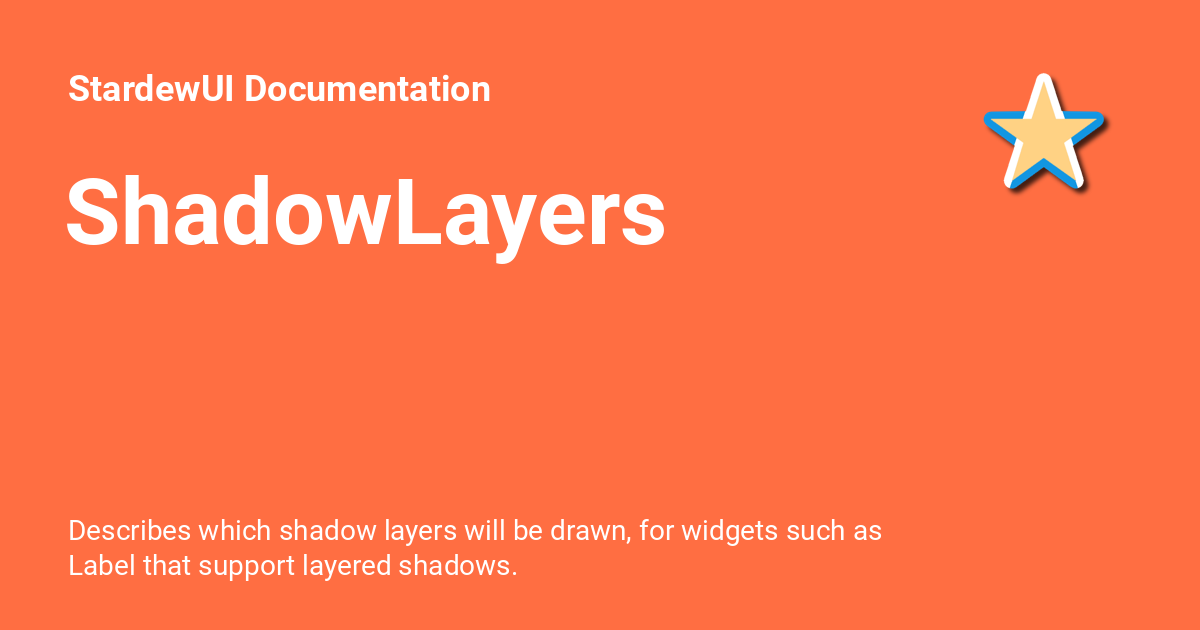 StardewUI Documentation
ShadowLayers
Describes which shadow layers will be drawn, for widgets such as
Label that support layered shadows.